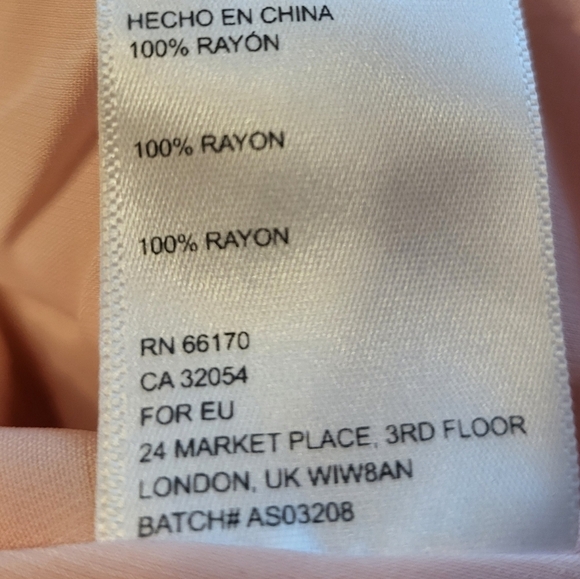 HECHO EN CHINA
100% RAYÓN
100% RAYON
100% RAYON
RN 66170
CA 32054
FOR EU
24 MARKET PLACE, 3RD FLOOR
LONDON, UK WIW8AN
BATCH# AS03208